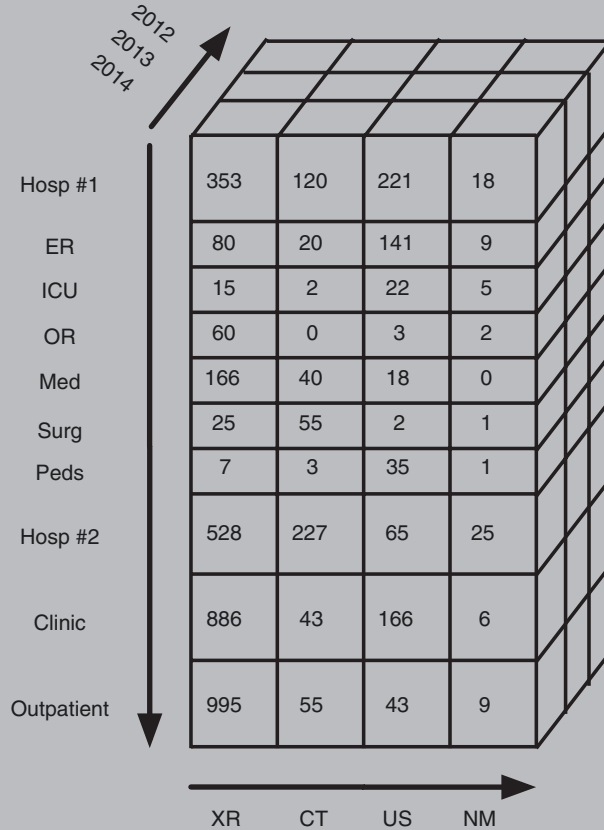 2012
2013
2014
Hosp #1 353 120 221 18
ER 80 20 141 9
ICU 15 2 22 5
OR 60 0 3 2
Med 166 40 18 0
Surg 25 55 2 1
Peds 7 3 35 1
Hosp #2 528 227 65 25
Clinic 886 43 166 6
Outpatient 995 55 43 9
XR CT US NM